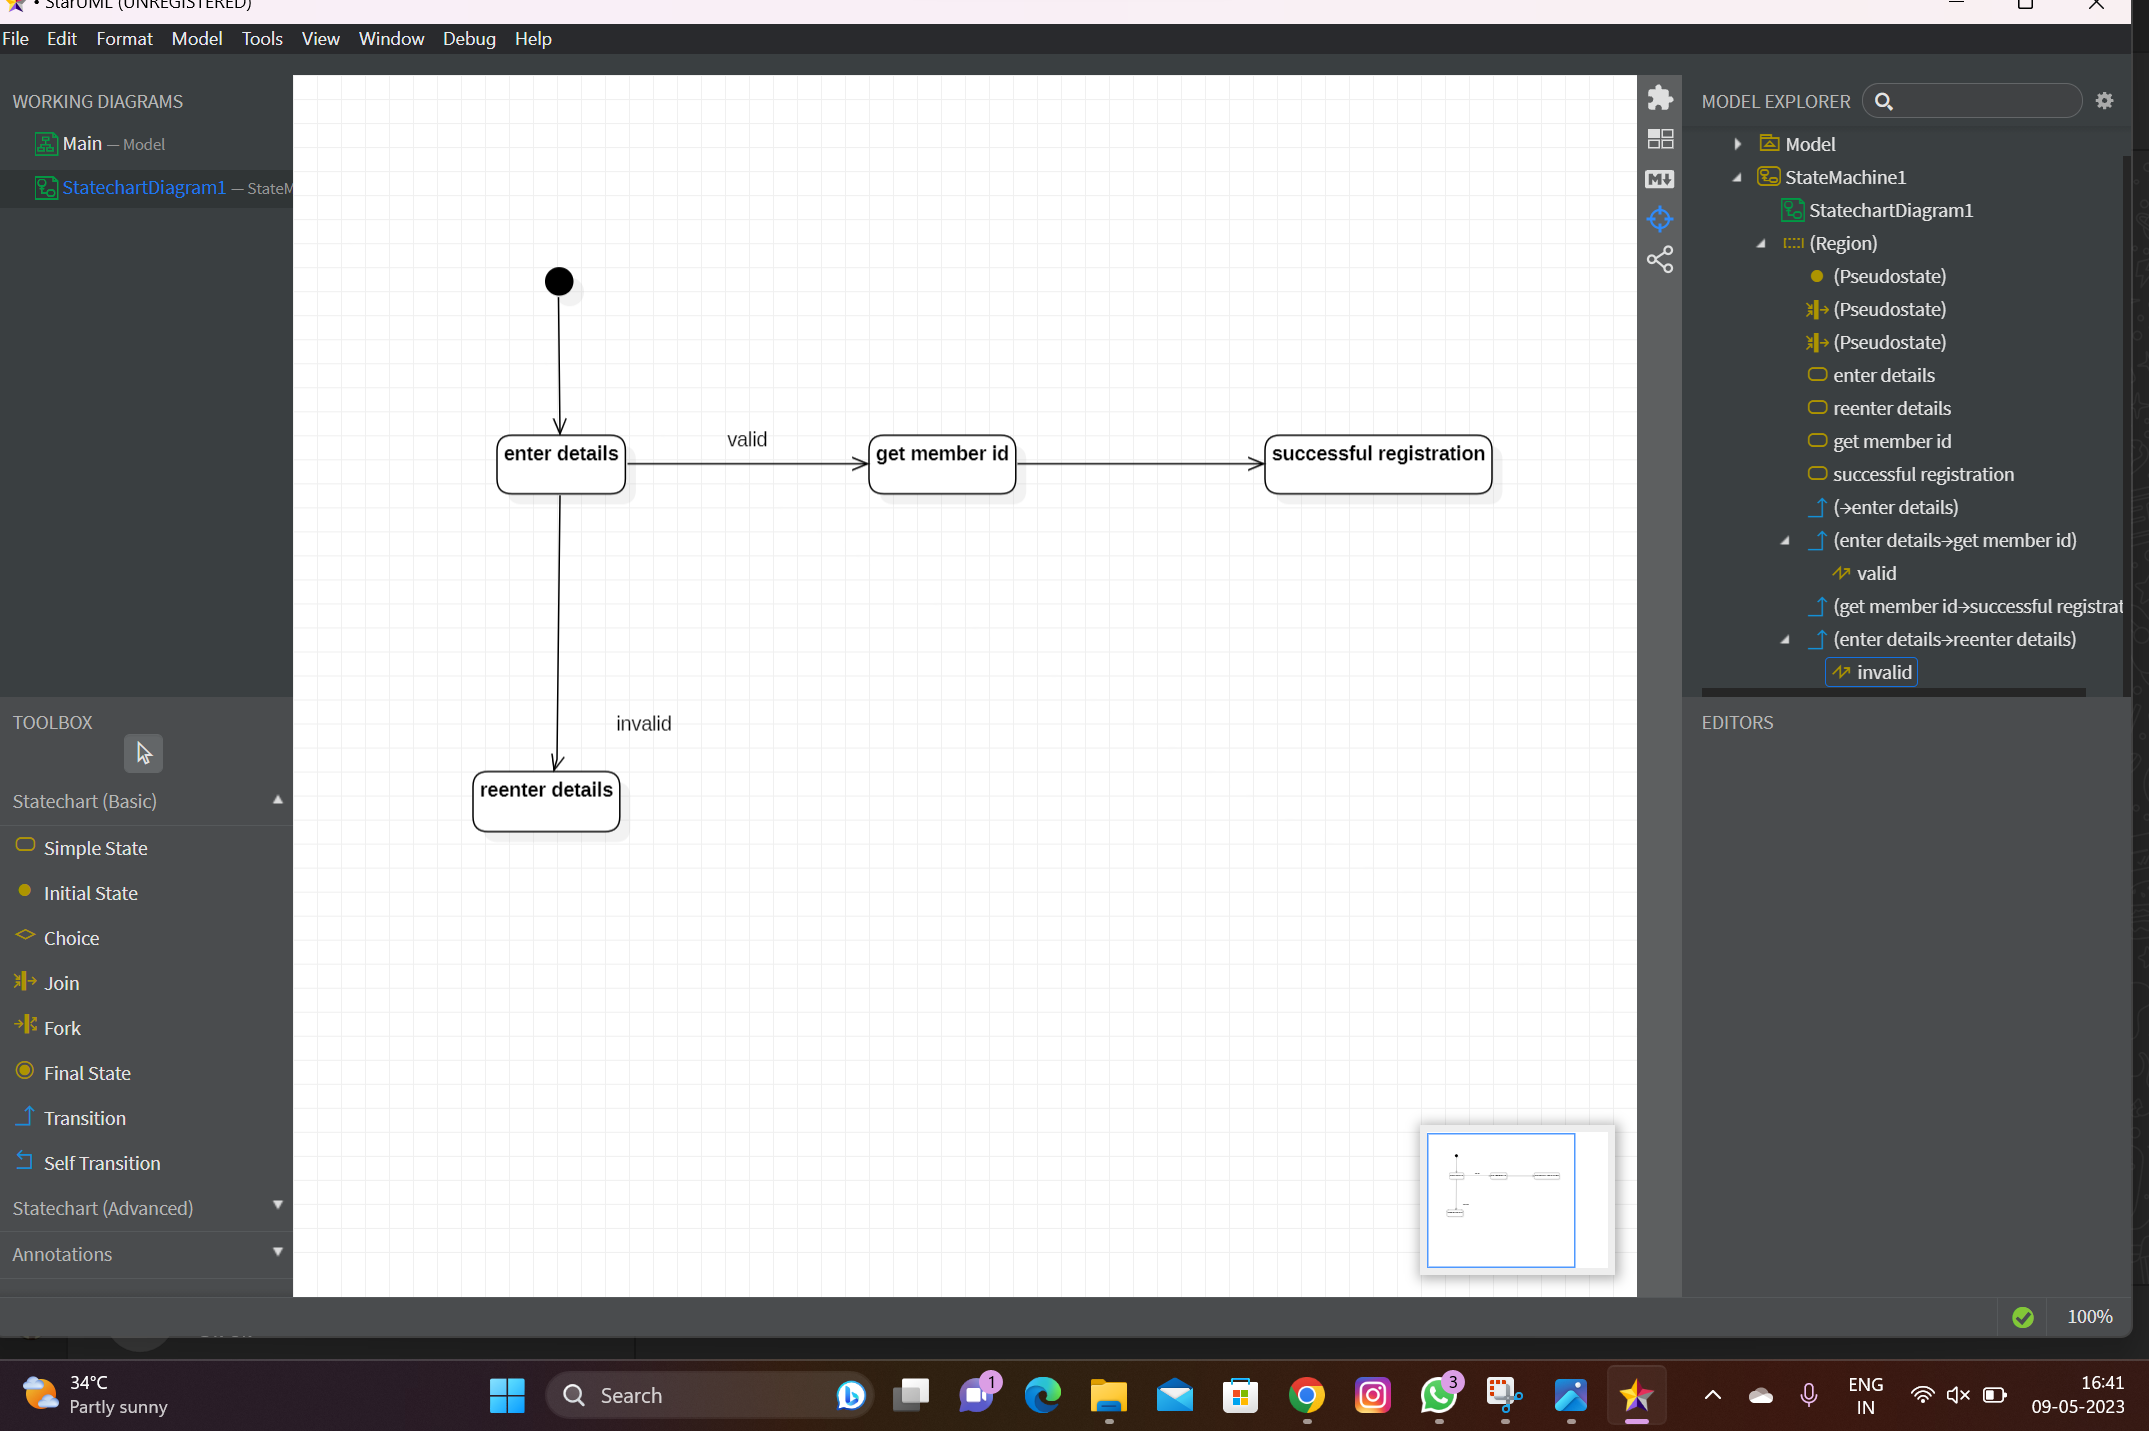 • StarUML (UNREGISTERED)
File Edit Format Model Tools View Window Debug Help
WORKING DIAGRAMS
Main — Model
StatechartDiagram1 — StateM
TOOLBOX
Statechart (Basic)
Simple State
Initial State
Choice
Join
Fork
Final State
Transition
Self Transition
Statechart (Advanced)
Annotations
enter details
valid
get member id
successful registration
invalid
reenter details
M↓
MODEL EXPLORER
Model
StateMachine1
StatechartDiagram1
(Region)
(Pseudostate)
(Pseudostate)
(Pseudostate)
enter details
reenter details
get member id
successful registration
(→enter details)
(enter details→get member id)
valid
(get member id→successful registrat
(enter details→reenter details)
invalid
EDITORS
100%
34°C
Partly sunny
Search
1
3
ENG
IN
16:41
09-05-2023